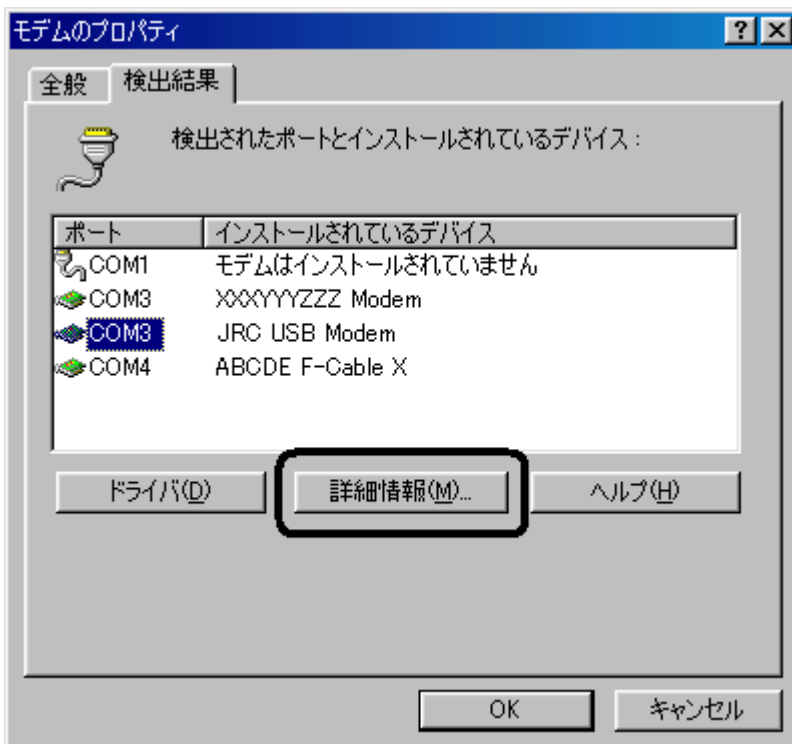 モデムのプロパティ
全般 検出結果
検出されたポートとインストールされているデバイス：
ポート インストールされているデバイス
COM1 モデムはインストールされていません
COM3 XXXYYYZZZ Modem
COM3 JRC USB Modem
COM4 ABCDE F-Cable X
ドライバ(D) 詳細情報(M)... ヘルプ(H)
OK キャンセル